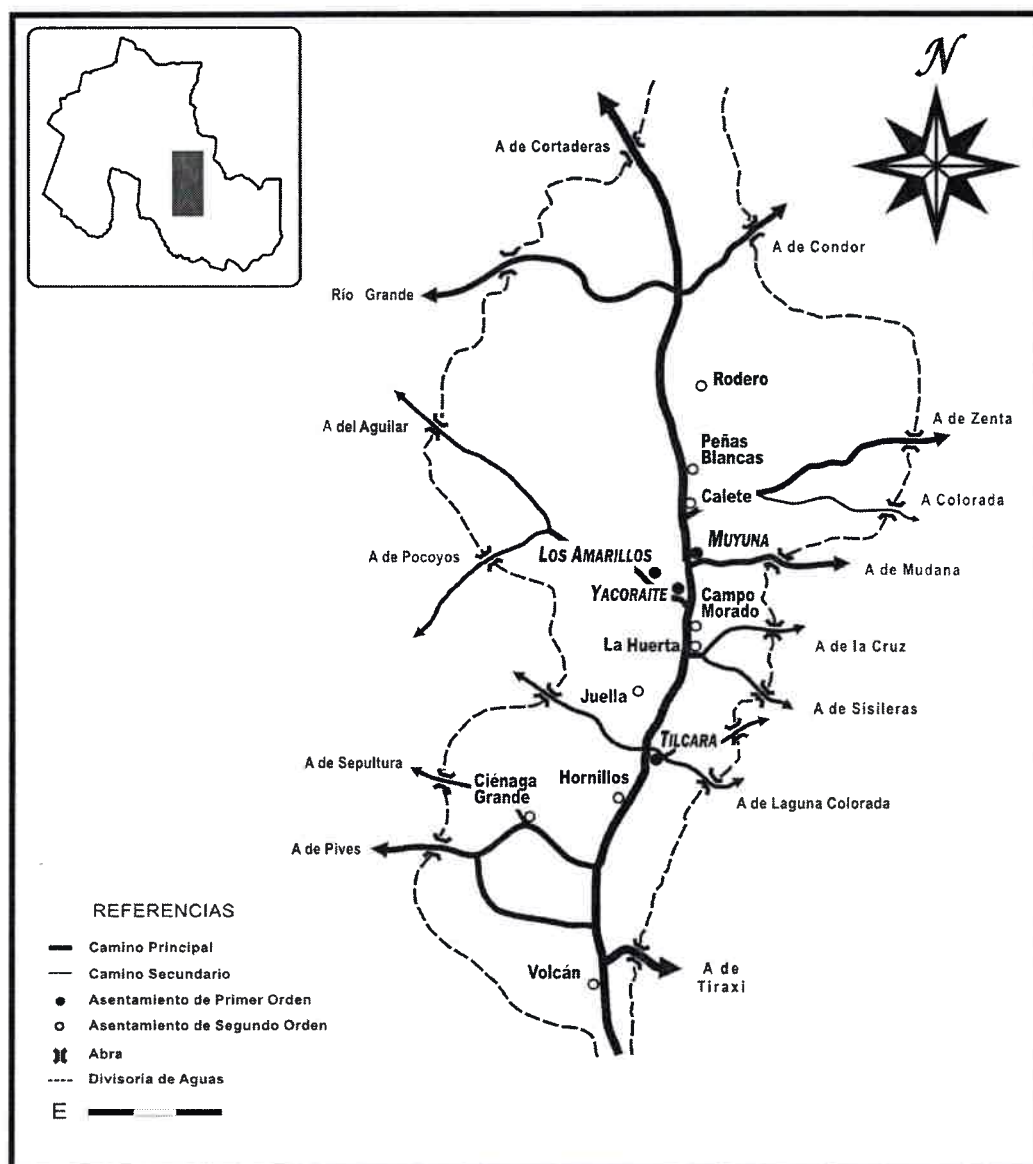 N
A de Cortaderas
A de Condor
Río Grande
Rodero
A del Aguilar
A de Zenta
Peñas
Blancas
Calete
A Colorada
MUYUNA
LOS AMARILLOS
A de Pocoyos
A de Mudana
YACORAITE
Campo
Morado
La Huerta
A de la Cruz
Juella
A de Sisileras
TILCARA
A de Sepultura
Ciénaga
Grande
Hornillos
A de Laguna Colorada
A de Pives
REFERENCIAS
Camino Principal
Camino Secundario
Asentamiento de Primer Orden
Asentamiento de Segundo Orden
Abra
Divisoria de Aguas
E
Volcán
A de
Tiraxi